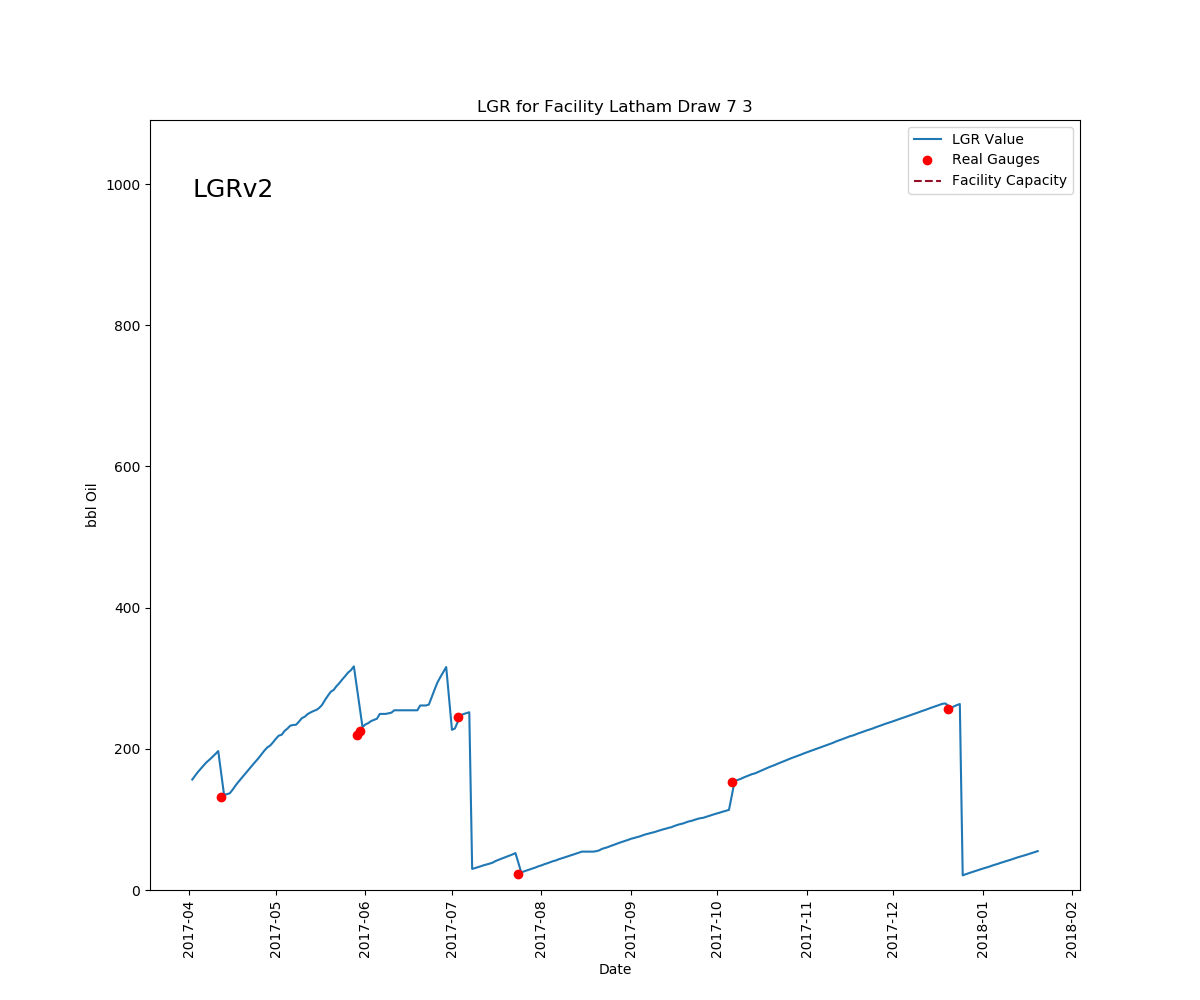 LGR for Facility Latham Draw 7 3
LGR Value
Real Gauges
Facility Capacity
LGRv2
1000
800
600
400
200
0
bbl Oil
2017-04
2017-05
2017-06
2017-07
2017-08
2017-09
2017-10
2017-11
2017-12
2018-01
2018-02
Date